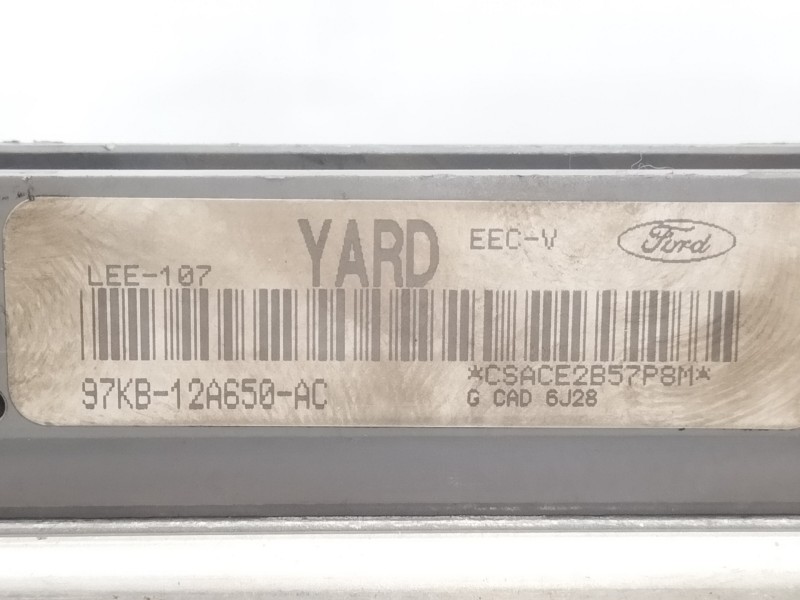 YARD
EEC-V
Ford
LEE-107
97KB-12A650-AC
*CSACE2B57P8M*
G CAD 6J28